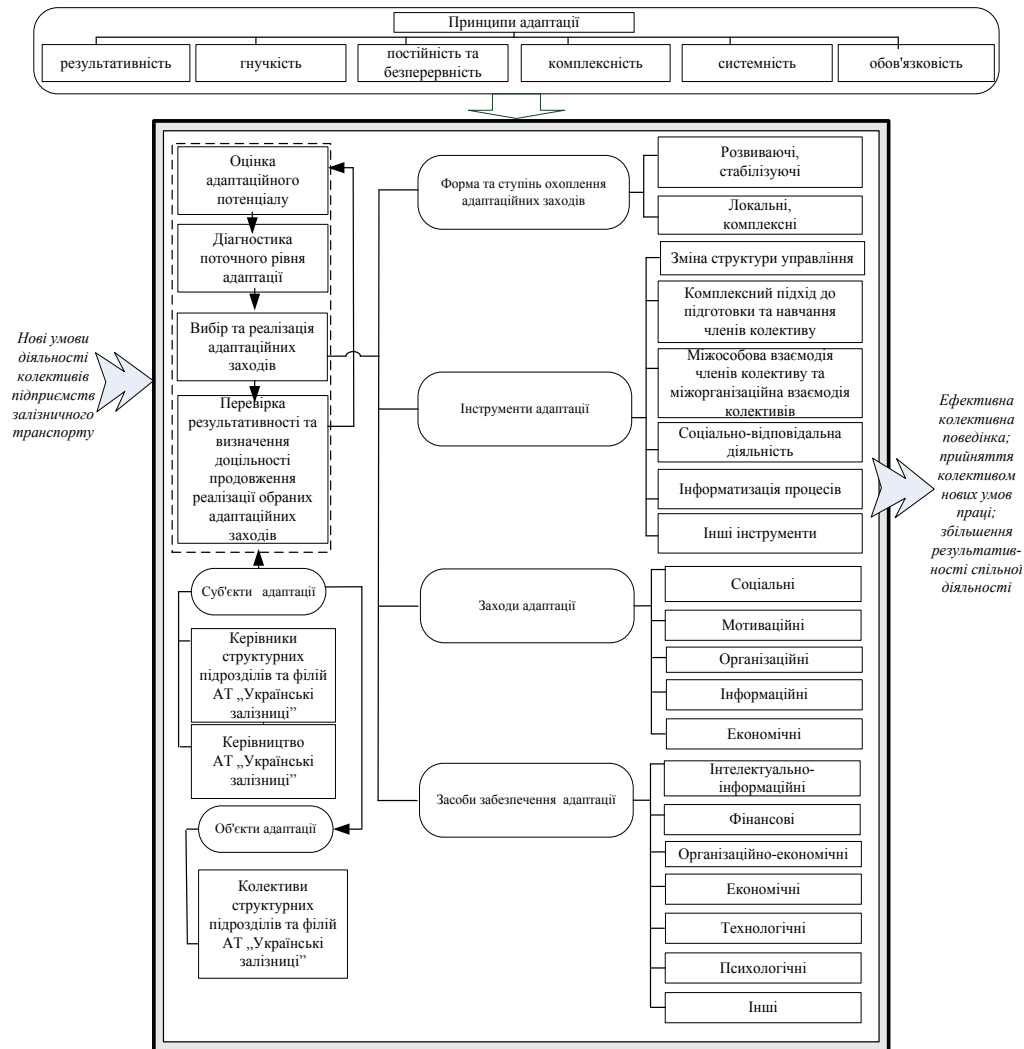 Принципи адаптації
результативність
гнучкість
постійність та
безперервність
комплексність
системність
обов'язковість
Нові умови
діяльності
колективів
підприємств
залізничного
транспорту
Оцінка
адаптаційного
потенціалу
Діагностика
поточного рівня
адаптації
Вибір та реалізація
адаптаційних
заходів
Перевірка
результативності та
визначення
доцільності
продовження
реалізації обраних
адаптаційних
заходів
Суб'єкти адаптації
Керівники
структурних
підрозділів та філій
АТ „Українські
залізниці”
Керівництво
АТ „Українські
залізниці”
Об'єкти адаптації
Колективи
структурних
підрозділів та філій
АТ „Українські
залізниці”
Форма та ступінь охоплення
адаптаційних заходів
Розвиваючі,
стабілізуючі
Локальні,
комплексні
Інструменти адаптації
Зміна структури управління
Комплексний підхід до
підготовки та навчання
членів колективу
Міжособова взаємодія
членів колективу та
міжорганізаційна взаємодія
колективів
Соціально-відповідальна
діяльність
Інформатизація процесів
Інші інструменти
Заходи адаптації
Соціальні
Мотиваційні
Організаційні
Інформаційні
Економічні
Засоби забезпечення адаптації
Інтелектуально-
інформаційні
Фінансові
Організаційно-економічні
Економічні
Технологічні
Психологічні
Інші
Ефективна
колективна
поведінка;
прийняття
колективом
нових умов
праці;
збільшення
результатив-
ності спільної
діяльності